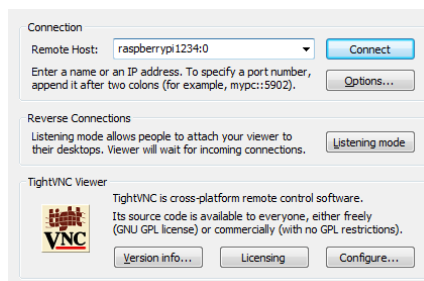 Connection
Remote Host: raspberrypi1234:0 Connect
Enter a name or an IP address. To specify a port number,
append it after two colons (for example, mypc::5902). Options...
Reverse Connections
Listening mode allows people to attach your viewer to
their desktops. Viewer will wait for incoming connections. Listening mode
TightVNC Viewer
TightVNC is cross-platform remote control software.
Its source code is available to everyone, either freely
(GNU GPL license) or commercially (with no GPL restrictions).
tight
VNC
Version info... Licensing Configure...